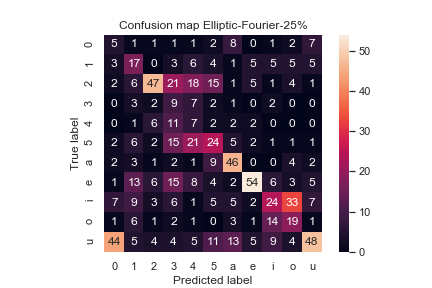 Confusion map Elliptic-Fourier-25%
0 5 1 1 1 1 2 8 0 1 2 7
1 3 17 0 3 6 4 1 5 5 5 5
2 2 6 47 21 18 15 1 5 1 4 1
3 0 3 2 9 7 2 1 0 2 0 0
4 0 1 6 11 7 2 2 2 0 0 0
5 2 6 2 15 21 24 5 2 1 1 1
a 2 3 1 2 1 9 46 0 0 4 2
e 1 13 6 15 8 4 2 54 6 3 5
i 7 9 3 6 1 5 5 2 24 33 7
o 1 6 1 2 1 0 3 1 14 19 1
u 44 5 4 4 5 11 13 5 9 4 48
0 1 2 3 4 5 a e i o u
Predicted label
True label
50
40
30
20
10
0